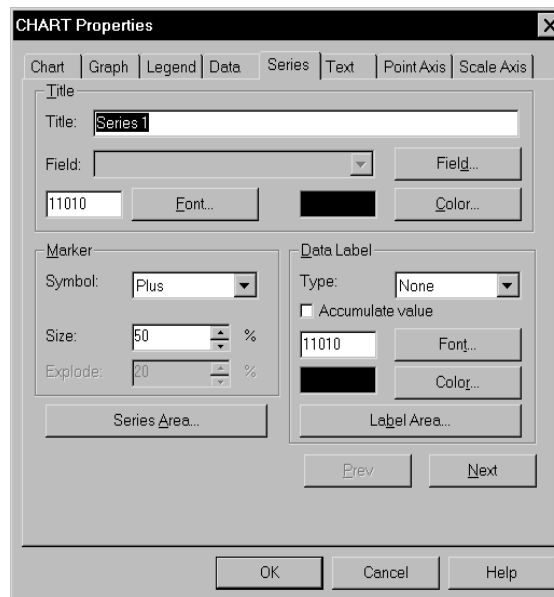 CHART Properties
Chart Graph Legend Data Series Text Point Axis Scale Axis
Title
Title: Series 1
Field: Field...
11010 Font... Color...
Marker
Symbol: Plus
Size: 50 %
Explode: 20 %
Series Area...
Data Label
Type: None
Accumulate value
11010 Font...
Color...
Label Area...
Prev Next
OK Cancel Help